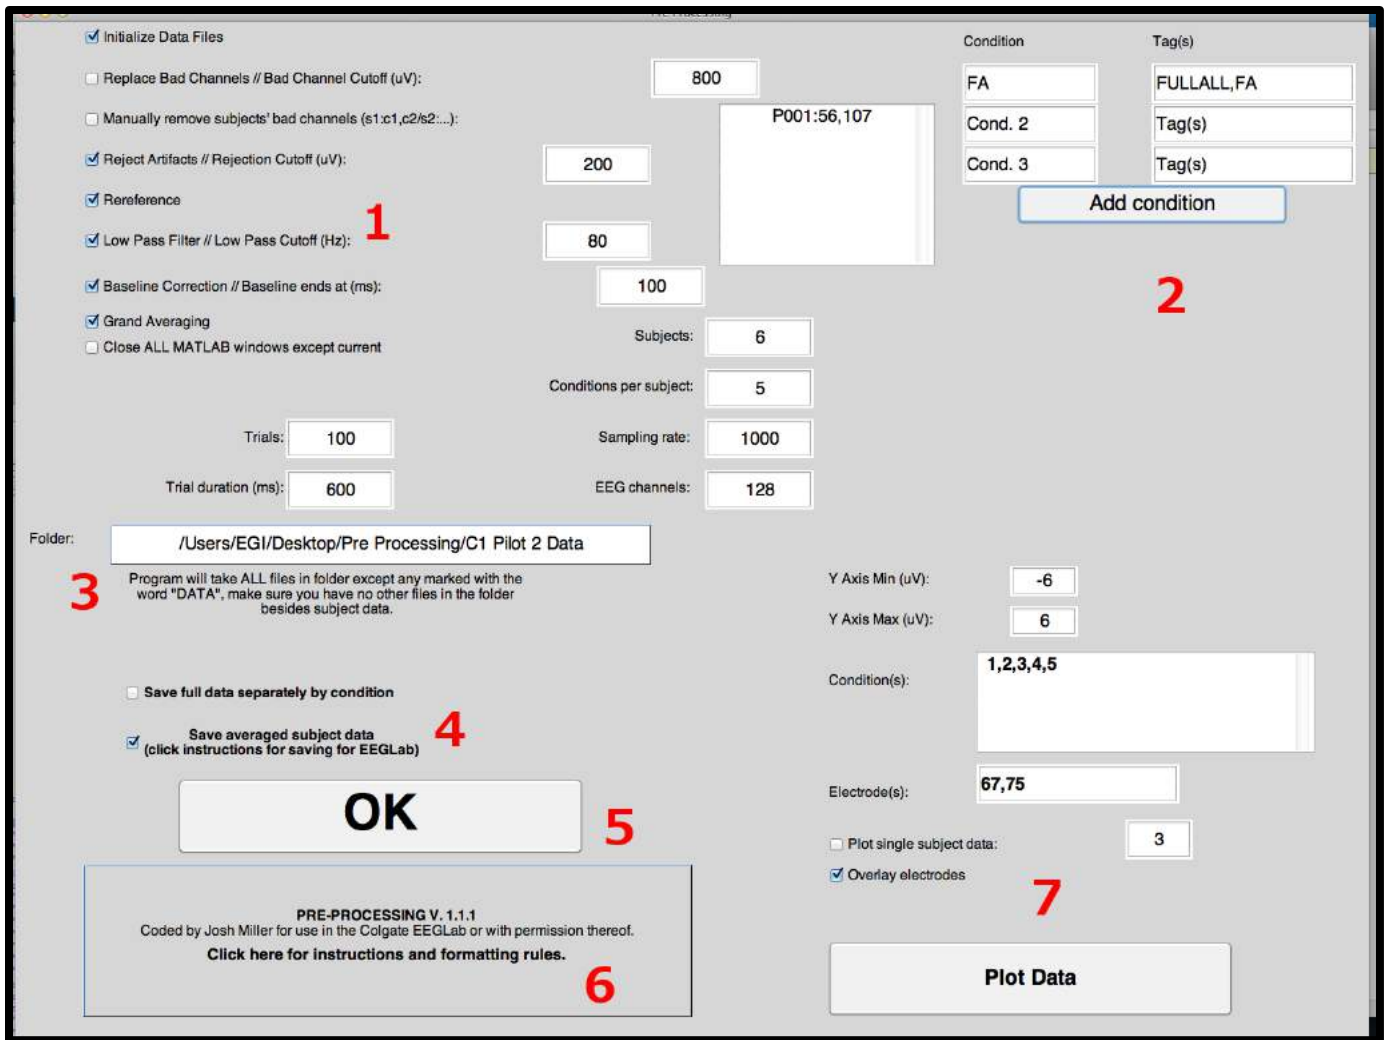 Pre Processing
Initialize Data Files
Replace Bad Channels // Bad Channel Cutoff (uV):
800
Manually remove subjects' bad channels (s1:c1,c2/s2:...):
P001:56,107
Reject Artifacts // Rejection Cutoff (uV):
200
Rereference
1
Low Pass Filter // Low Pass Cutoff (Hz):
80
Baseline Correction // Baseline ends at (ms):
100
Grand Averaging
Close ALL MATLAB windows except current
Subjects:
6
Conditions per subject:
5
Trials:
100
Sampling rate:
1000
Trial duration (ms):
600
EEG channels:
128
Condition
Tag(s)
FA
FULLALL,FA
Cond. 2
Tag(s)
Cond. 3
Tag(s)
Add condition
2
Folder:
/Users/EGI/Desktop/Pre Processing/C1 Pilot 2 Data
3
Program will take ALL files in folder except any marked with the
word "DATA", make sure you have no other files in the folder
besides subject data.
Save full data separately by condition
Save averaged subject data
(click instructions for saving for EEGLab)
4
OK
5
PRE-PROCESSING V. 1.1.1
Coded by Josh Miller for use in the Colgate EEGLab or with permission thereof.
Click here for instructions and formatting rules.
6
Y Axis Min (uV):
-6
Y Axis Max (uV):
6
Condition(s):
1,2,3,4,5
Electrode(s):
67,75
Plot single subject data:
3
Overlay electrodes
7
Plot Data